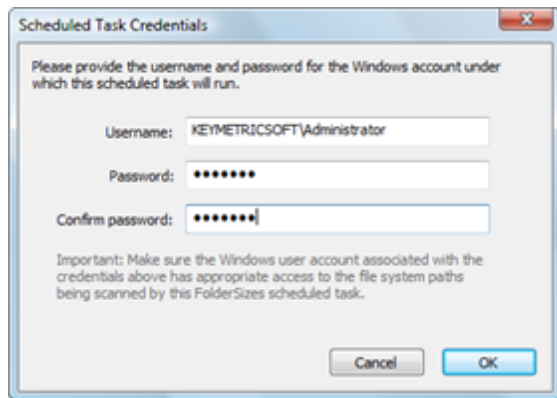 Scheduled Task Credentials
Please provide the username and password for the Windows account under
which this scheduled task will run.
Username: KEYMETRICSOFT\Administrator
Password: •••••••
Confirm password: •••••••
Important: Make sure the Windows user account associated with the
credentials above has appropriate access to the file system paths
being scanned by this FolderSizes scheduled task.
Cancel OK